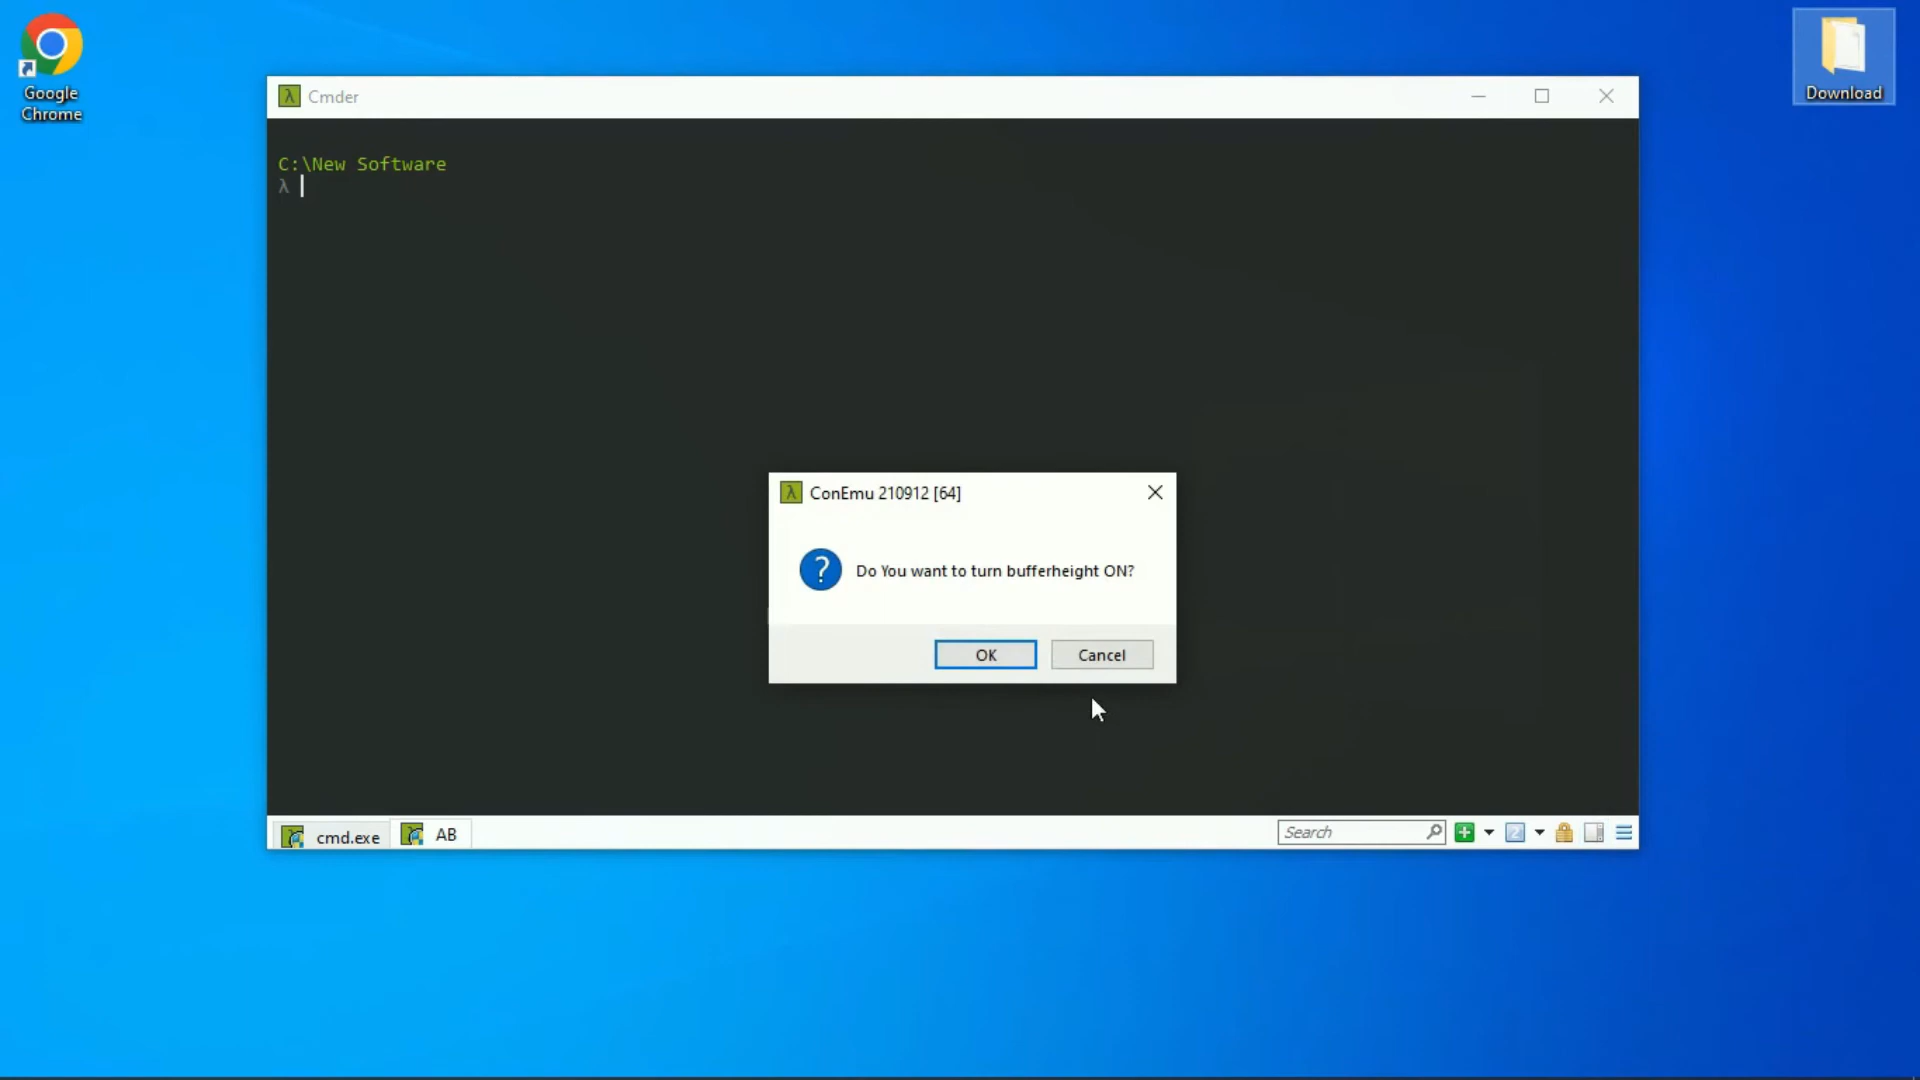 Google
Chrome
Download
Cmder
C:\New Software
λ
ConEmu 210912 [64]
Do You want to turn bufferheight ON?
OK
Cancel
cmd.exe
AB
Search